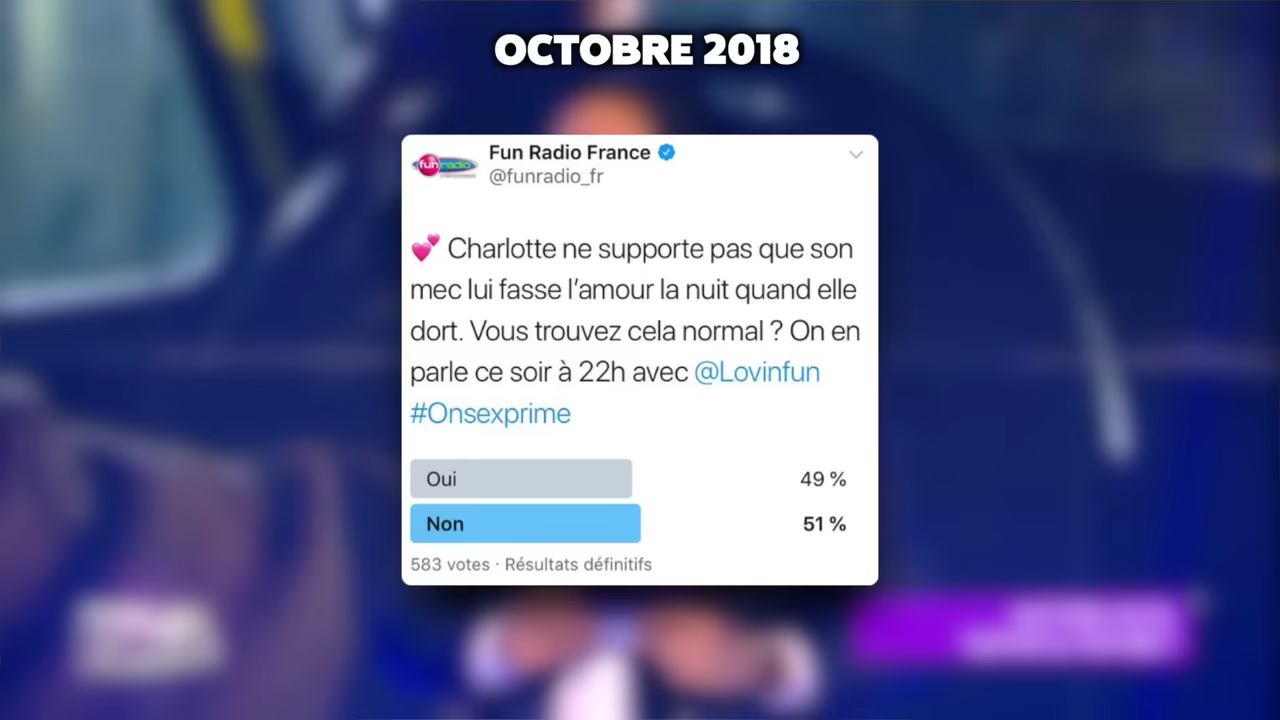 OCTOBRE 2018
fun radio
Fun Radio France
@funradio_fr
💕 Charlotte ne supporte pas que son
mec lui fasse l’amour la nuit quand elle
dort. Vous trouvez cela normal ? On en
parle ce soir à 22h avec @Lovinfun
#Onsexprime
Oui 49 %
Non 51 %
583 votes · Résultats définitifs